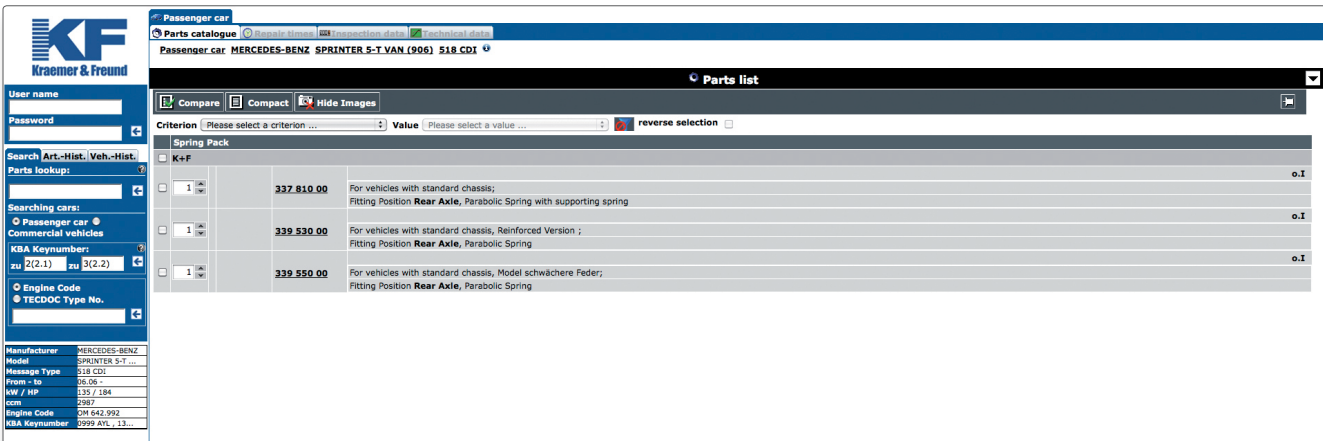 KF
Kraemer & Freund
Passenger car
Parts catalogue Repair times Inspection data Technical data
Passenger car MERCEDES-BENZ SPRINTER 5-T VAN (906) 518 CDI
Parts list
User name
Password
Compare Compact Hide Images
Criterion Please select a criterion ... Value Please select a value ... reverse selection
Search Art.-Hist. Veh.-Hist.
Parts lookup:
Searching cars:
Passenger car
Commercial vehicles
KBA Keynumber:
zu 2(2.1) zu 3(2.2)
Engine Code
TECDOC Type No.
Spring Pack
K+F
o.I
1 337 810 00 For vehicles with standard chassis;
Fitting Position Rear Axle, Parabolic Spring with supporting spring
o.I
1 339 530 00 For vehicles with standard chassis, Reinforced Version ;
Fitting Position Rear Axle, Parabolic Spring
o.I
1 339 550 00 For vehicles with standard chassis, Model schwächere Feder;
Fitting Position Rear Axle, Parabolic Spring
Manufacturer MERCEDES-BENZ
Model SPRINTER 5-T ...
Message Type 518 CDI
From - to 06.06 -
kW / HP 135 / 184
ccm 2987
Engine Code OM 642.992
KBA Keynumber 0999 AYL , 13...